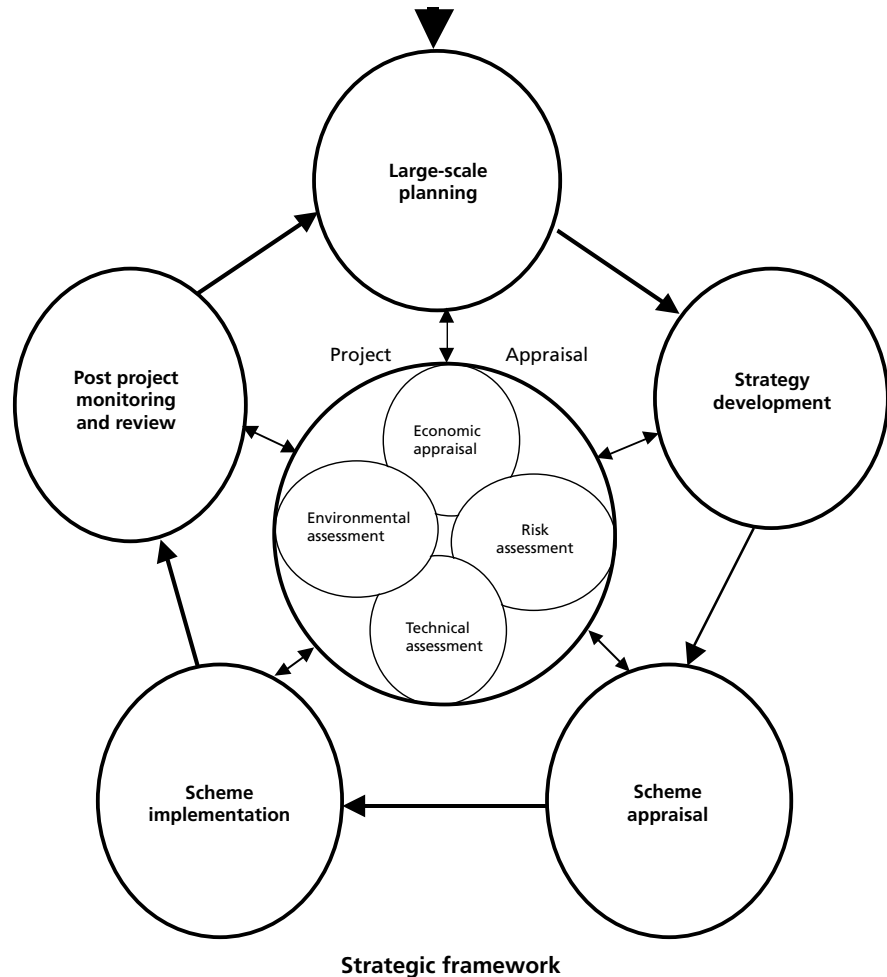 Large-scale
planning
Project
Appraisal
Post project
monitoring
and review
Strategy
development
Economic
appraisal
Environmental
assessment
Risk
assessment
Technical
assessment
Scheme
implementation
Scheme
appraisal
Strategic framework